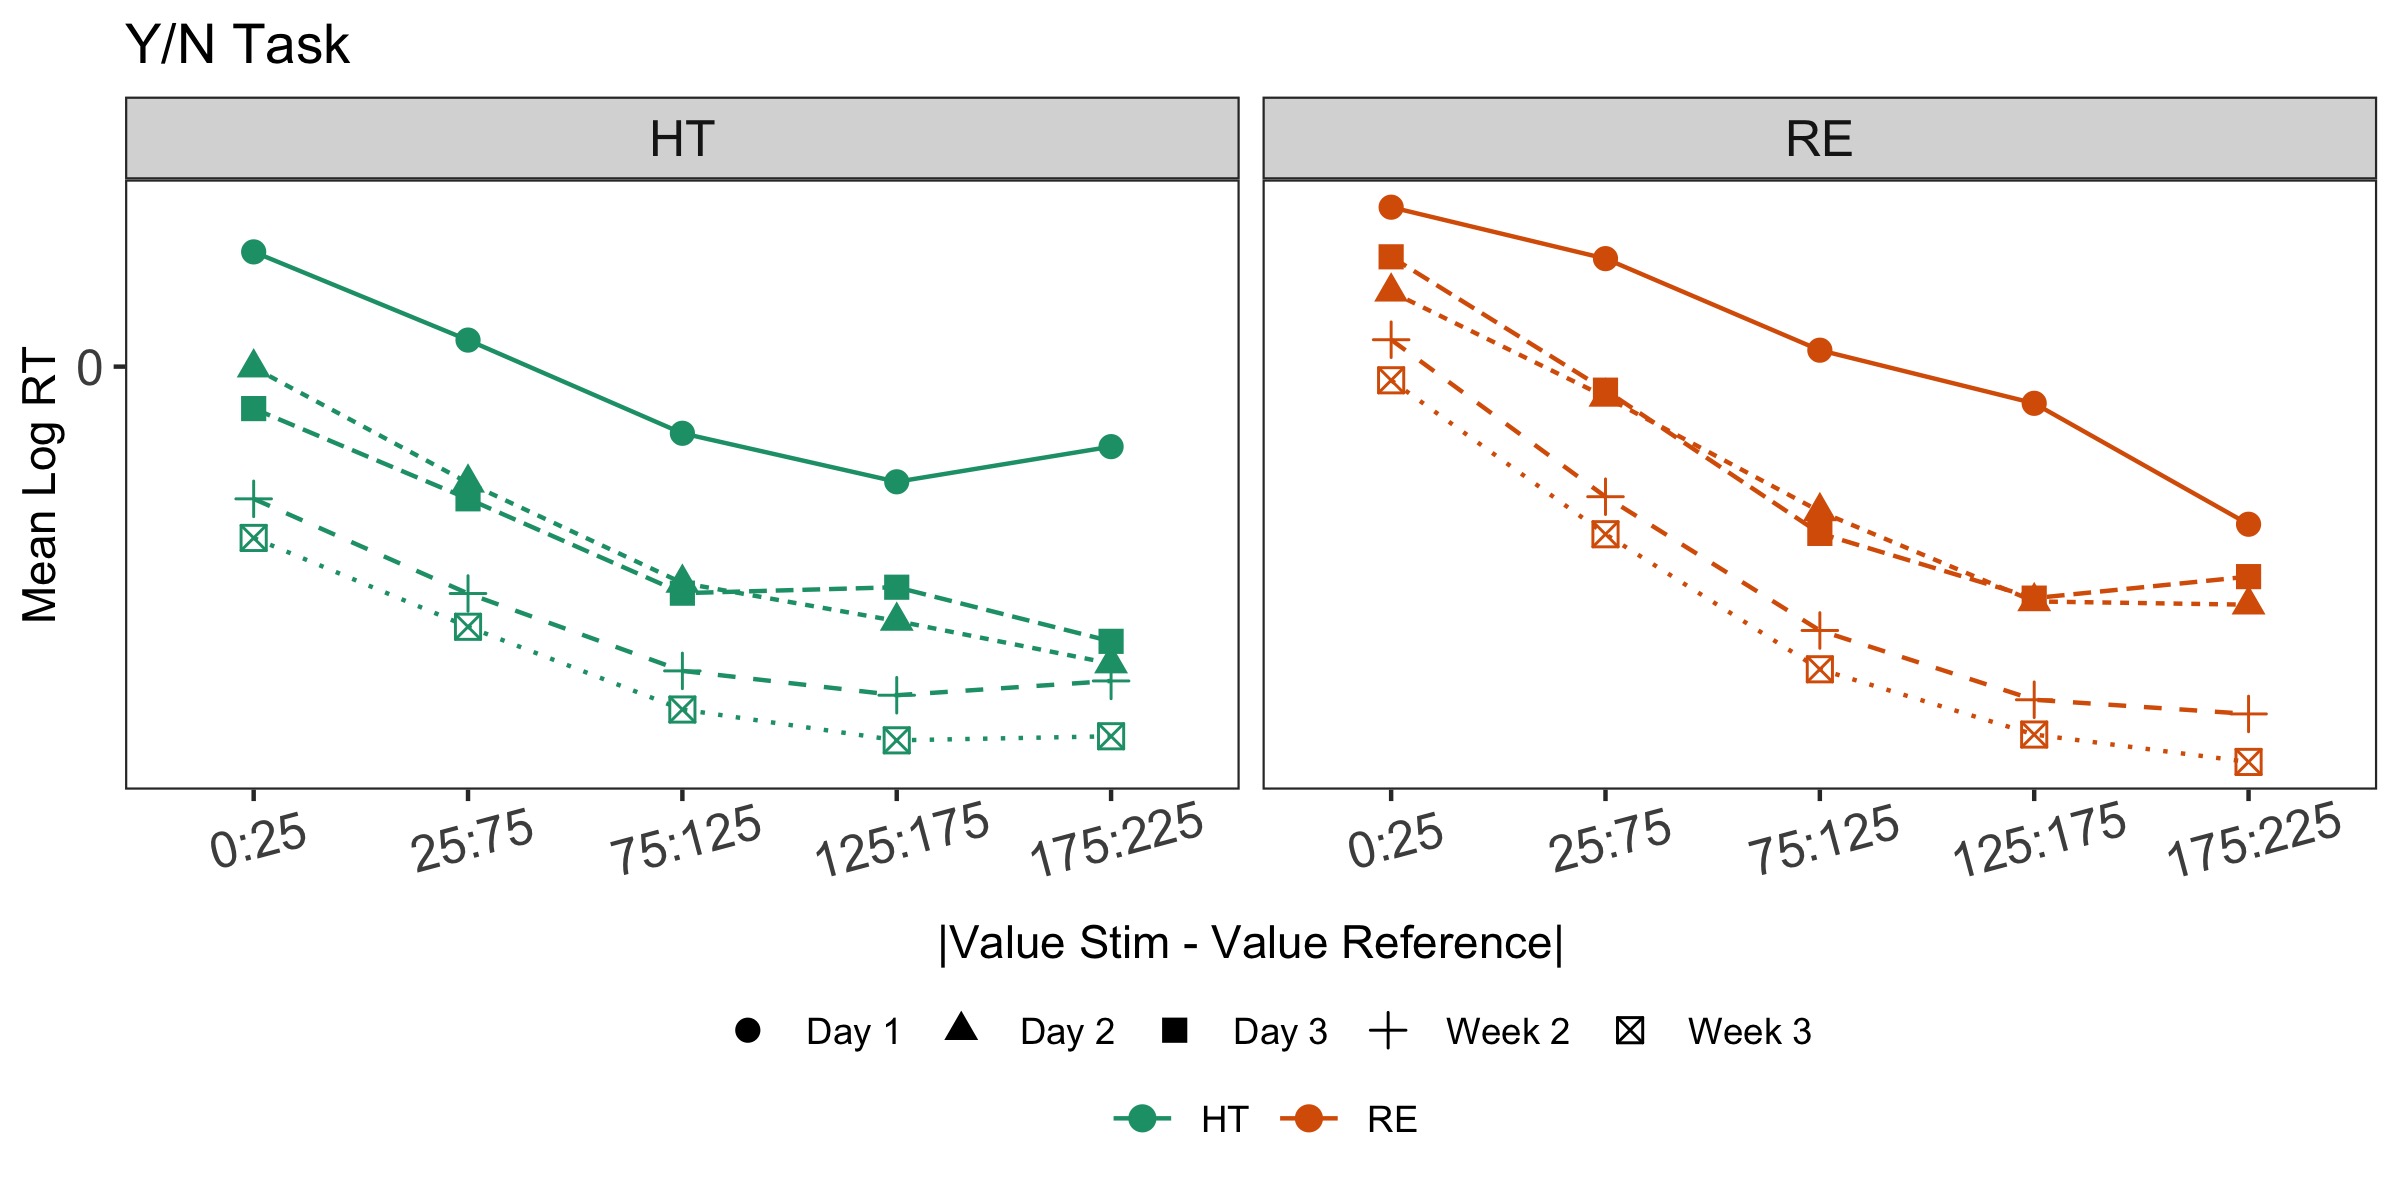 Y/N Task
HT
RE
Mean Log RT
0
0:25 25:75 75:125 125:175 175:225
0:25 25:75 75:125 125:175 175:225
|Value Stim - Value Reference|
Day 1 Day 2 Day 3 Week 2 Week 3
HT RE